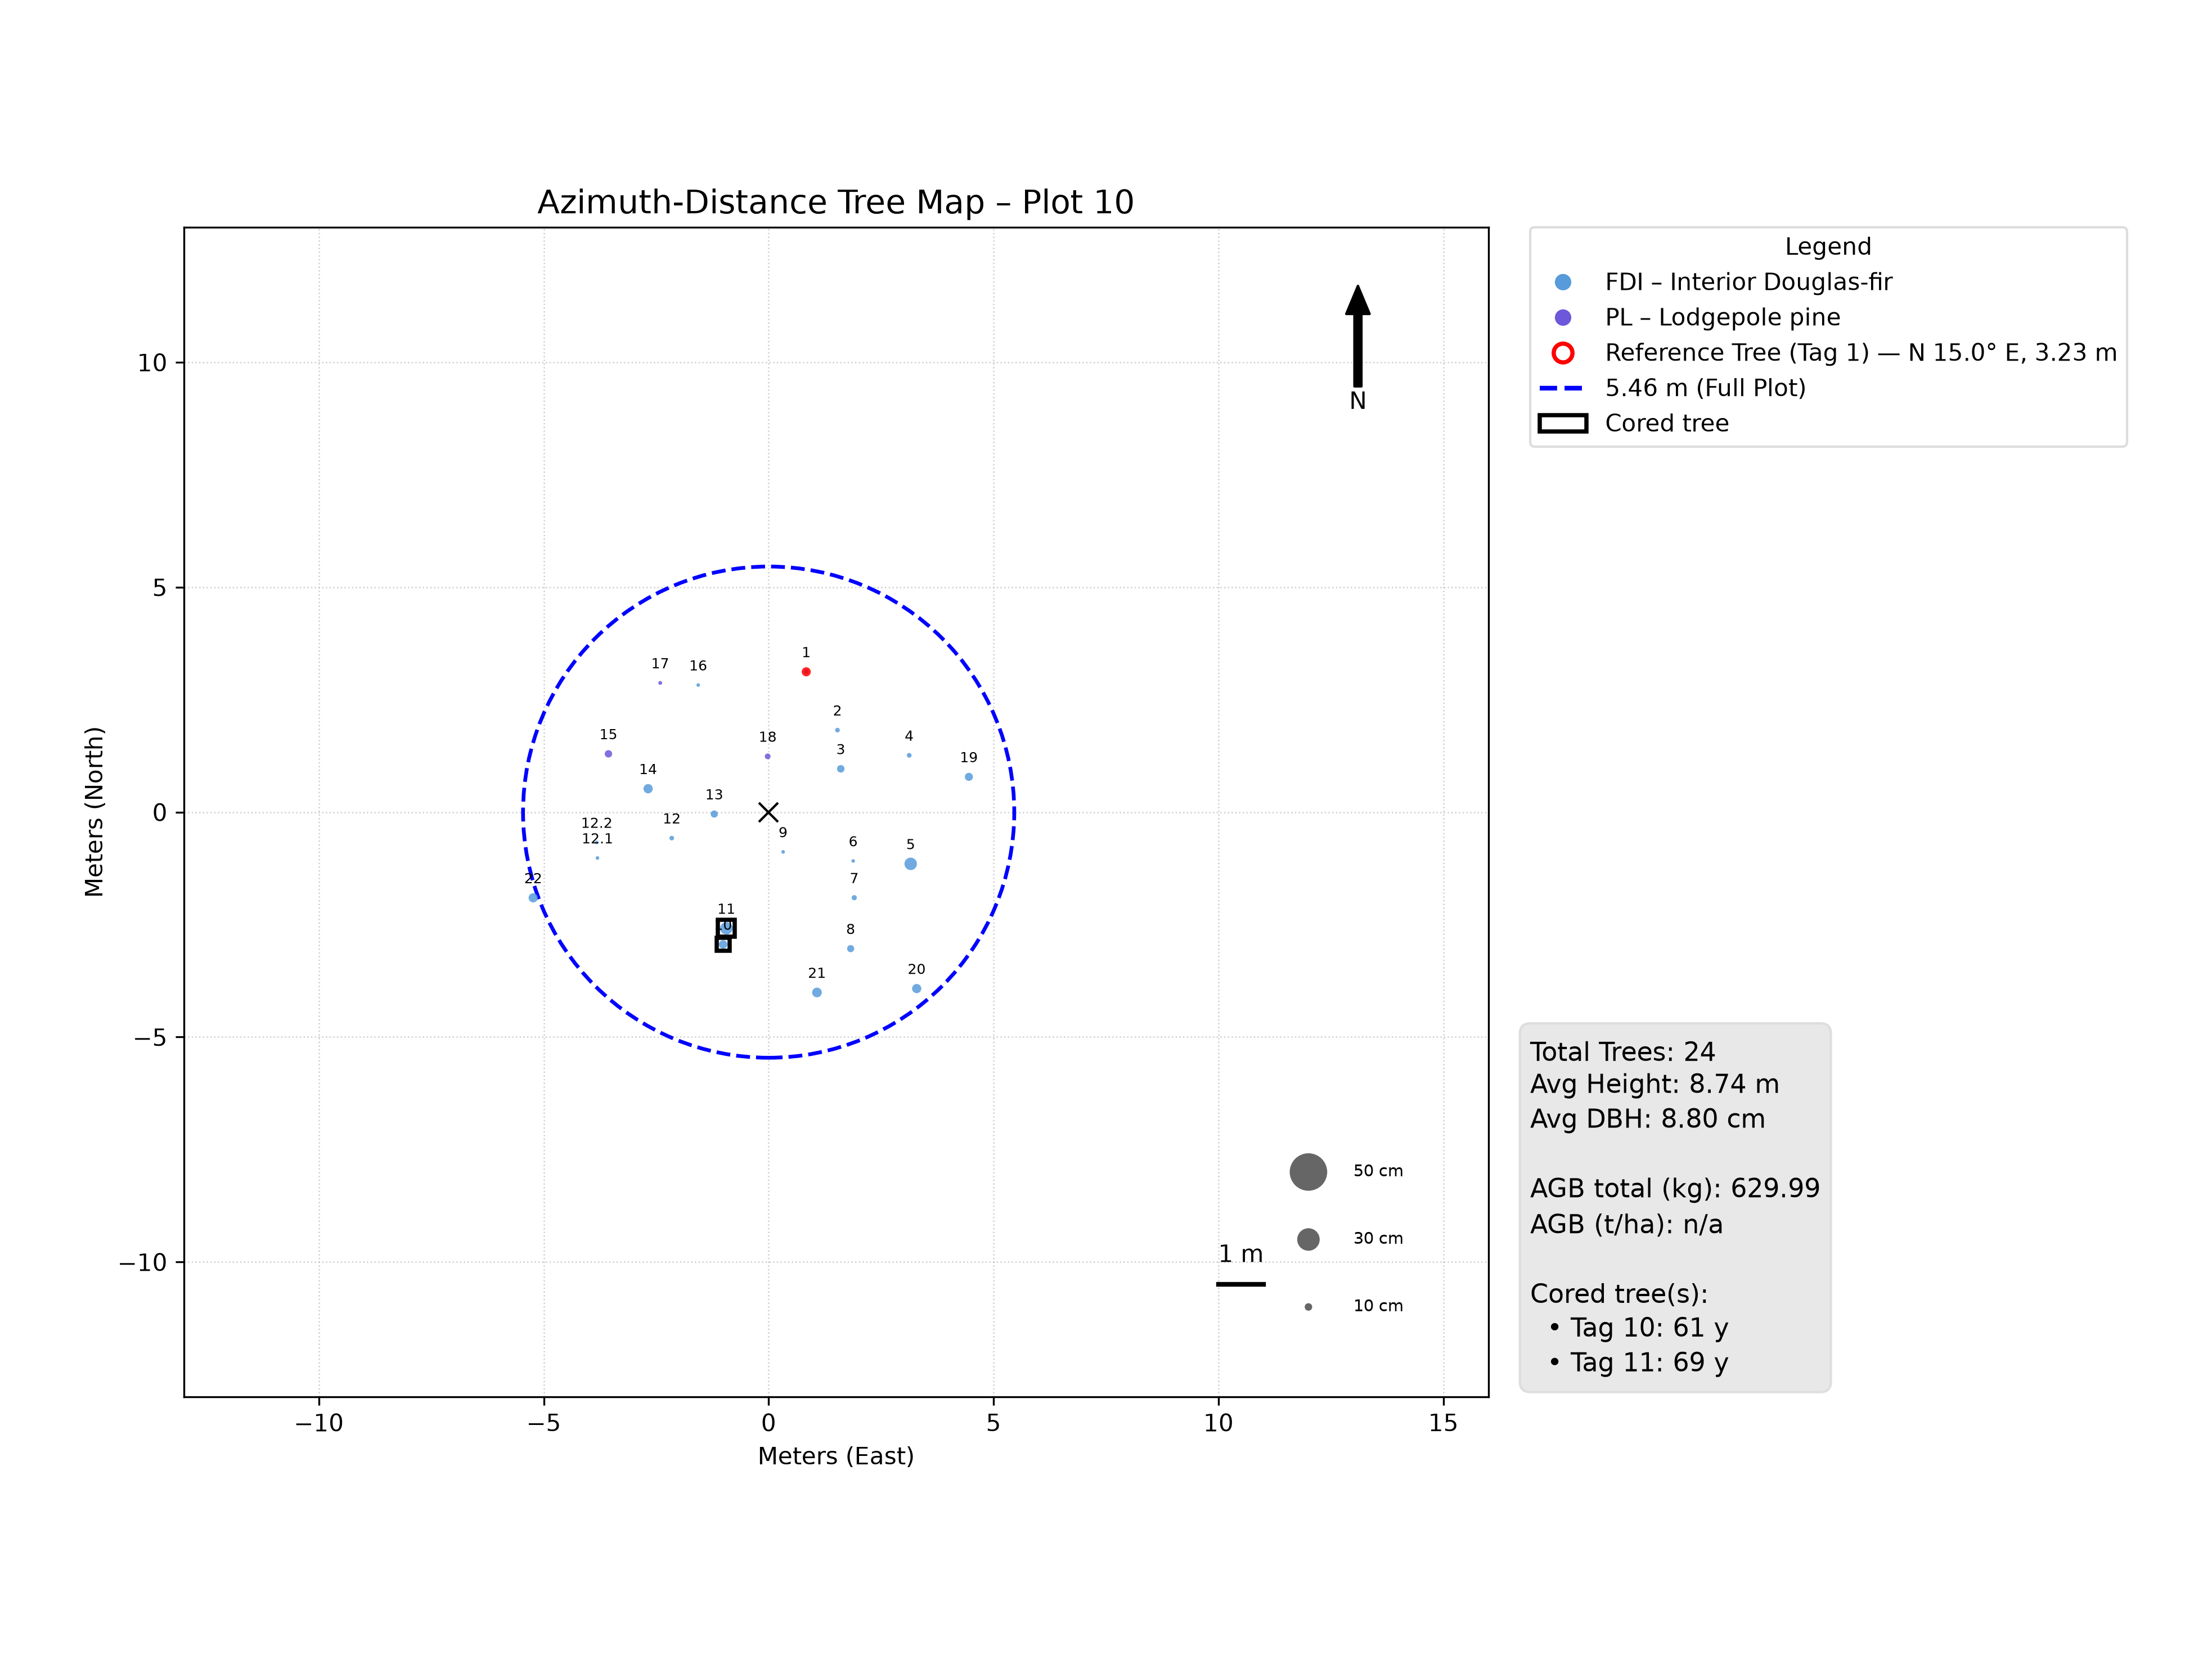 Azimuth-Distance Tree Map – Plot 10
Legend
FDI – Interior Douglas-fir
PL – Lodgepole pine
Reference Tree (Tag 1) — N 15.0° E, 3.23 m
5.46 m (Full Plot)
Cored tree
N
10
5
0
−5
−10
Meters (North)
1
17
16
2
15
18
3
4
19
14
13
12.2
12.1
12
9
6
5
22
7
11
10
8
21
20
50 cm
30 cm
10 cm
1 m
−10
−5
0
5
10
15
Meters (East)
Total Trees: 24
Avg Height: 8.74 m
Avg DBH: 8.80 cm
AGB total (kg): 629.99
AGB (t/ha): n/a
Cored tree(s):
• Tag 10: 61 y
• Tag 11: 69 y